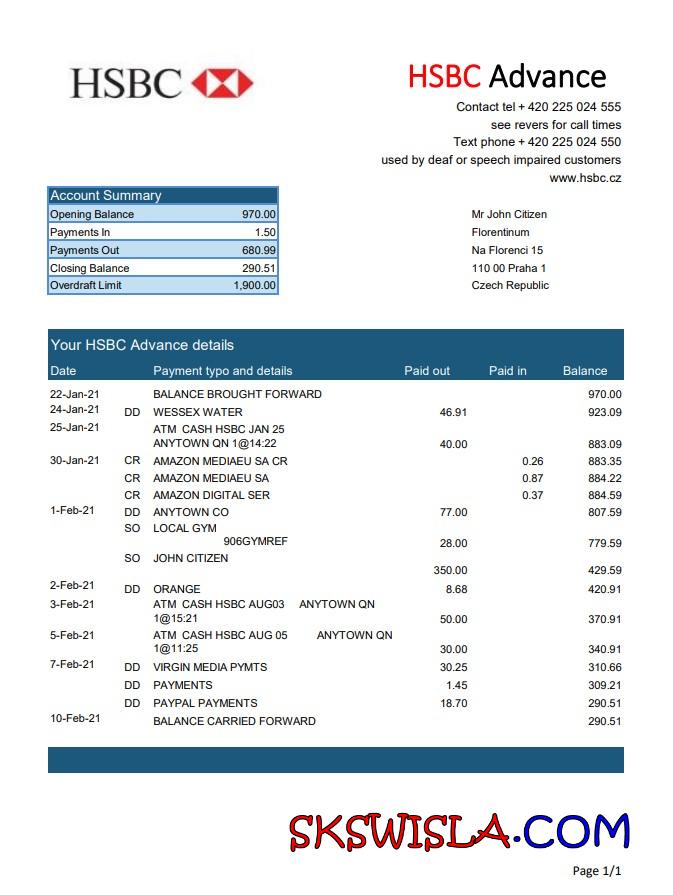 HSBC
HSBC Advance
Contact tel + 420 225 024 555
see revers for call times
Text phone + 420 225 024 550
used by deaf or speech impaired customers
www.hsbc.cz
Account Summary
Opening Balance 970.00
Payments In 1.50
Payments Out 680.99
Closing Balance 290.51
Overdraft Limit 1,900.00
Mr John Citizen
Florentinum
Na Florenci 15
110 00 Praha 1
Czech Republic
Your HSBC Advance details
Date Payment typo and details Paid out Paid in Balance
22-Jan-21 BALANCE BROUGHT FORWARD 970.00
24-Jan-21 DD WESSEX WATER 46.91 923.09
25-Jan-21 ATM CASH HSBC JAN 25
ANYTOWN QN 1@14:22 40.00 883.09
30-Jan-21 CR AMAZON MEDIAEU SA CR 0.26 883.35
CR AMAZON MEDIAEU SA 0.87 884.22
CR AMAZON DIGITAL SER 0.37 884.59
1-Feb-21 DD ANYTOWN CO 77.00 807.59
SO LOCAL GYM
906GYMREF 28.00 779.59
SO JOHN CITIZEN
350.00 429.59
2-Feb-21 DD ORANGE 8.68 420.91
3-Feb-21 ATM CASH HSBC AUG03 ANYTOWN QN
1@15:21 50.00 370.91
5-Feb-21 ATM CASH HSBC AUG 05 ANYTOWN QN
1@11:25 30.00 340.91
7-Feb-21 DD VIRGIN MEDIA PYMTS 30.25 310.66
DD PAYMENTS 1.45 309.21
DD PAYPAL PAYMENTS 18.70 290.51
10-Feb-21 BALANCE CARRIED FORWARD 290.51
SKSWISLA.COM
Page 1/1